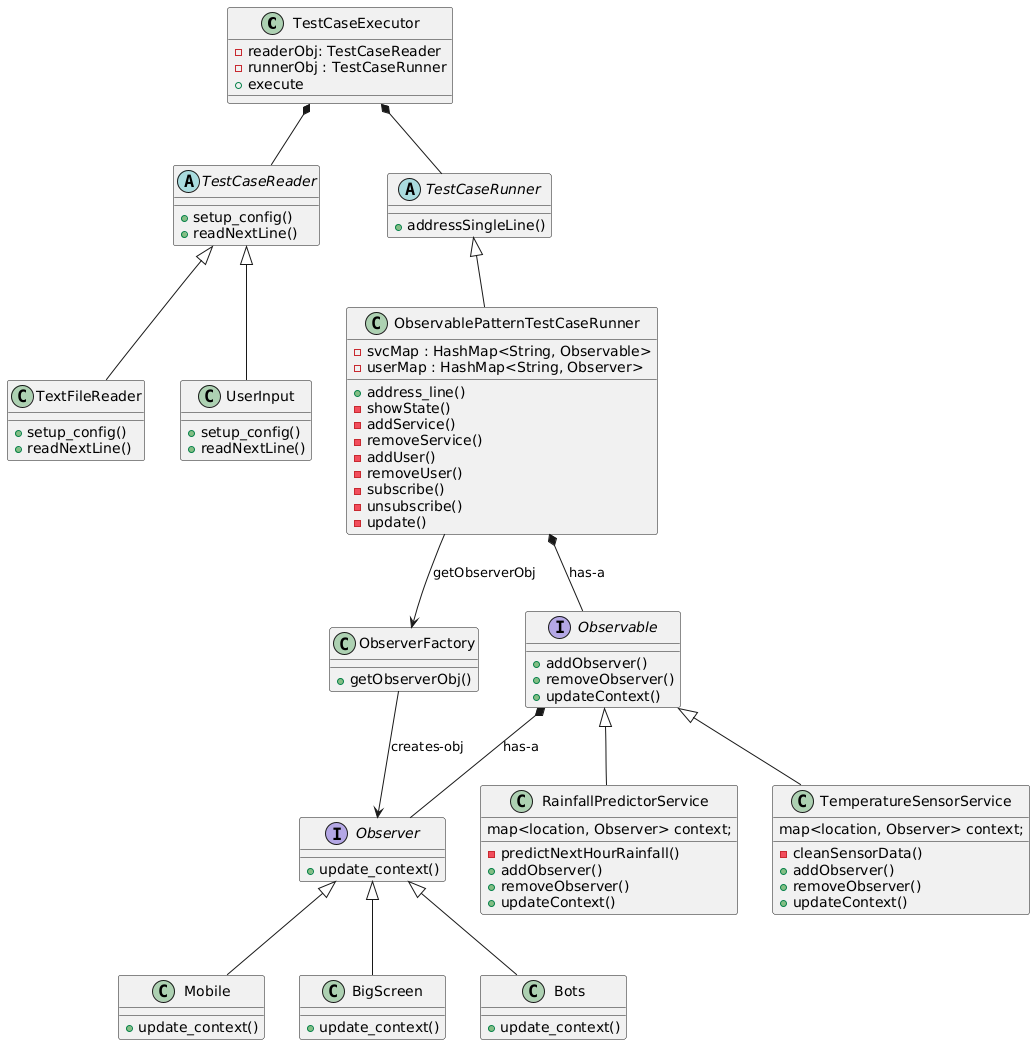 C TestCaseExecutor
readerObj: TestCaseReader
runnerObj : TestCaseRunner
execute
A TestCaseReader
setup_config()
readNextLine()
A TestCaseRunner
addressSingleLine()
C ObservablePatternTestCaseRunner
svcMap : HashMap<String, Observable>
userMap : HashMap<String, Observer>
address_line()
showState()
addService()
removeService()
addUser()
removeUser()
subscribe()
unsubscribe()
update()
C TextFileReader
setup_config()
readNextLine()
C UserInput
setup_config()
readNextLine()
getObserverObj
has-a
C ObserverFactory
getObserverObj()
I Observable
addObserver()
removeObserver()
updateContext()
creates-obj
has-a
I Observer
update_context()
C RainfallPredictorService
map<location, Observer> context;
predictNextHourRainfall()
addObserver()
removeObserver()
updateContext()
C TemperatureSensorService
map<location, Observer> context;
cleanSensorData()
addObserver()
removeObserver()
updateContext()
C Mobile
update_context()
C BigScreen
update_context()
C Bots
update_context()